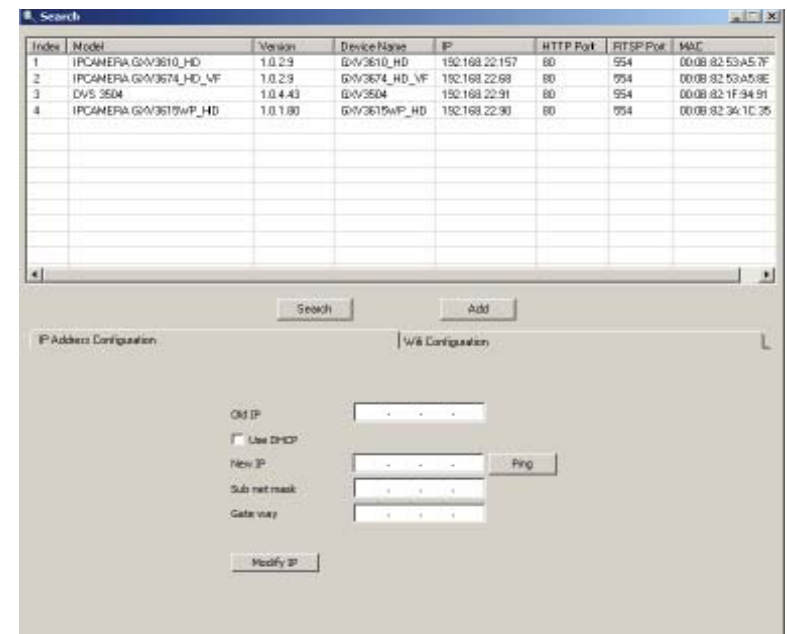 Search
Index Model Version Device Name IP HTTP Port RTSP Port MAC
1 IPCAMERA GXV3610_HD 1.0.2.9 GXV3610_HD 192.168.22.157 80 554 00:0B:82:53:A5:7F
2 IPCAMERA GXV3674_HD_VF 1.0.2.9 GXV3674_HD_VF 192.168.22.68 80 554 00:0B:82:53:A5:8E
3 DVS 3504 1.0.4.43 GXV3504 192.168.22.91 80 554 00:0B:82:1F:94:91
4 IPCAMERA GXV3615WP_HD 1.0.1.80 GXV3615WP_HD 192.168.22.90 80 554 00:0B:82:3A:1C:35
Search Add
IP Address Configuration Wifi Configuration
Old IP
Use DHCP
New IP Ping
Sub net mask
Gate way
Modify IP